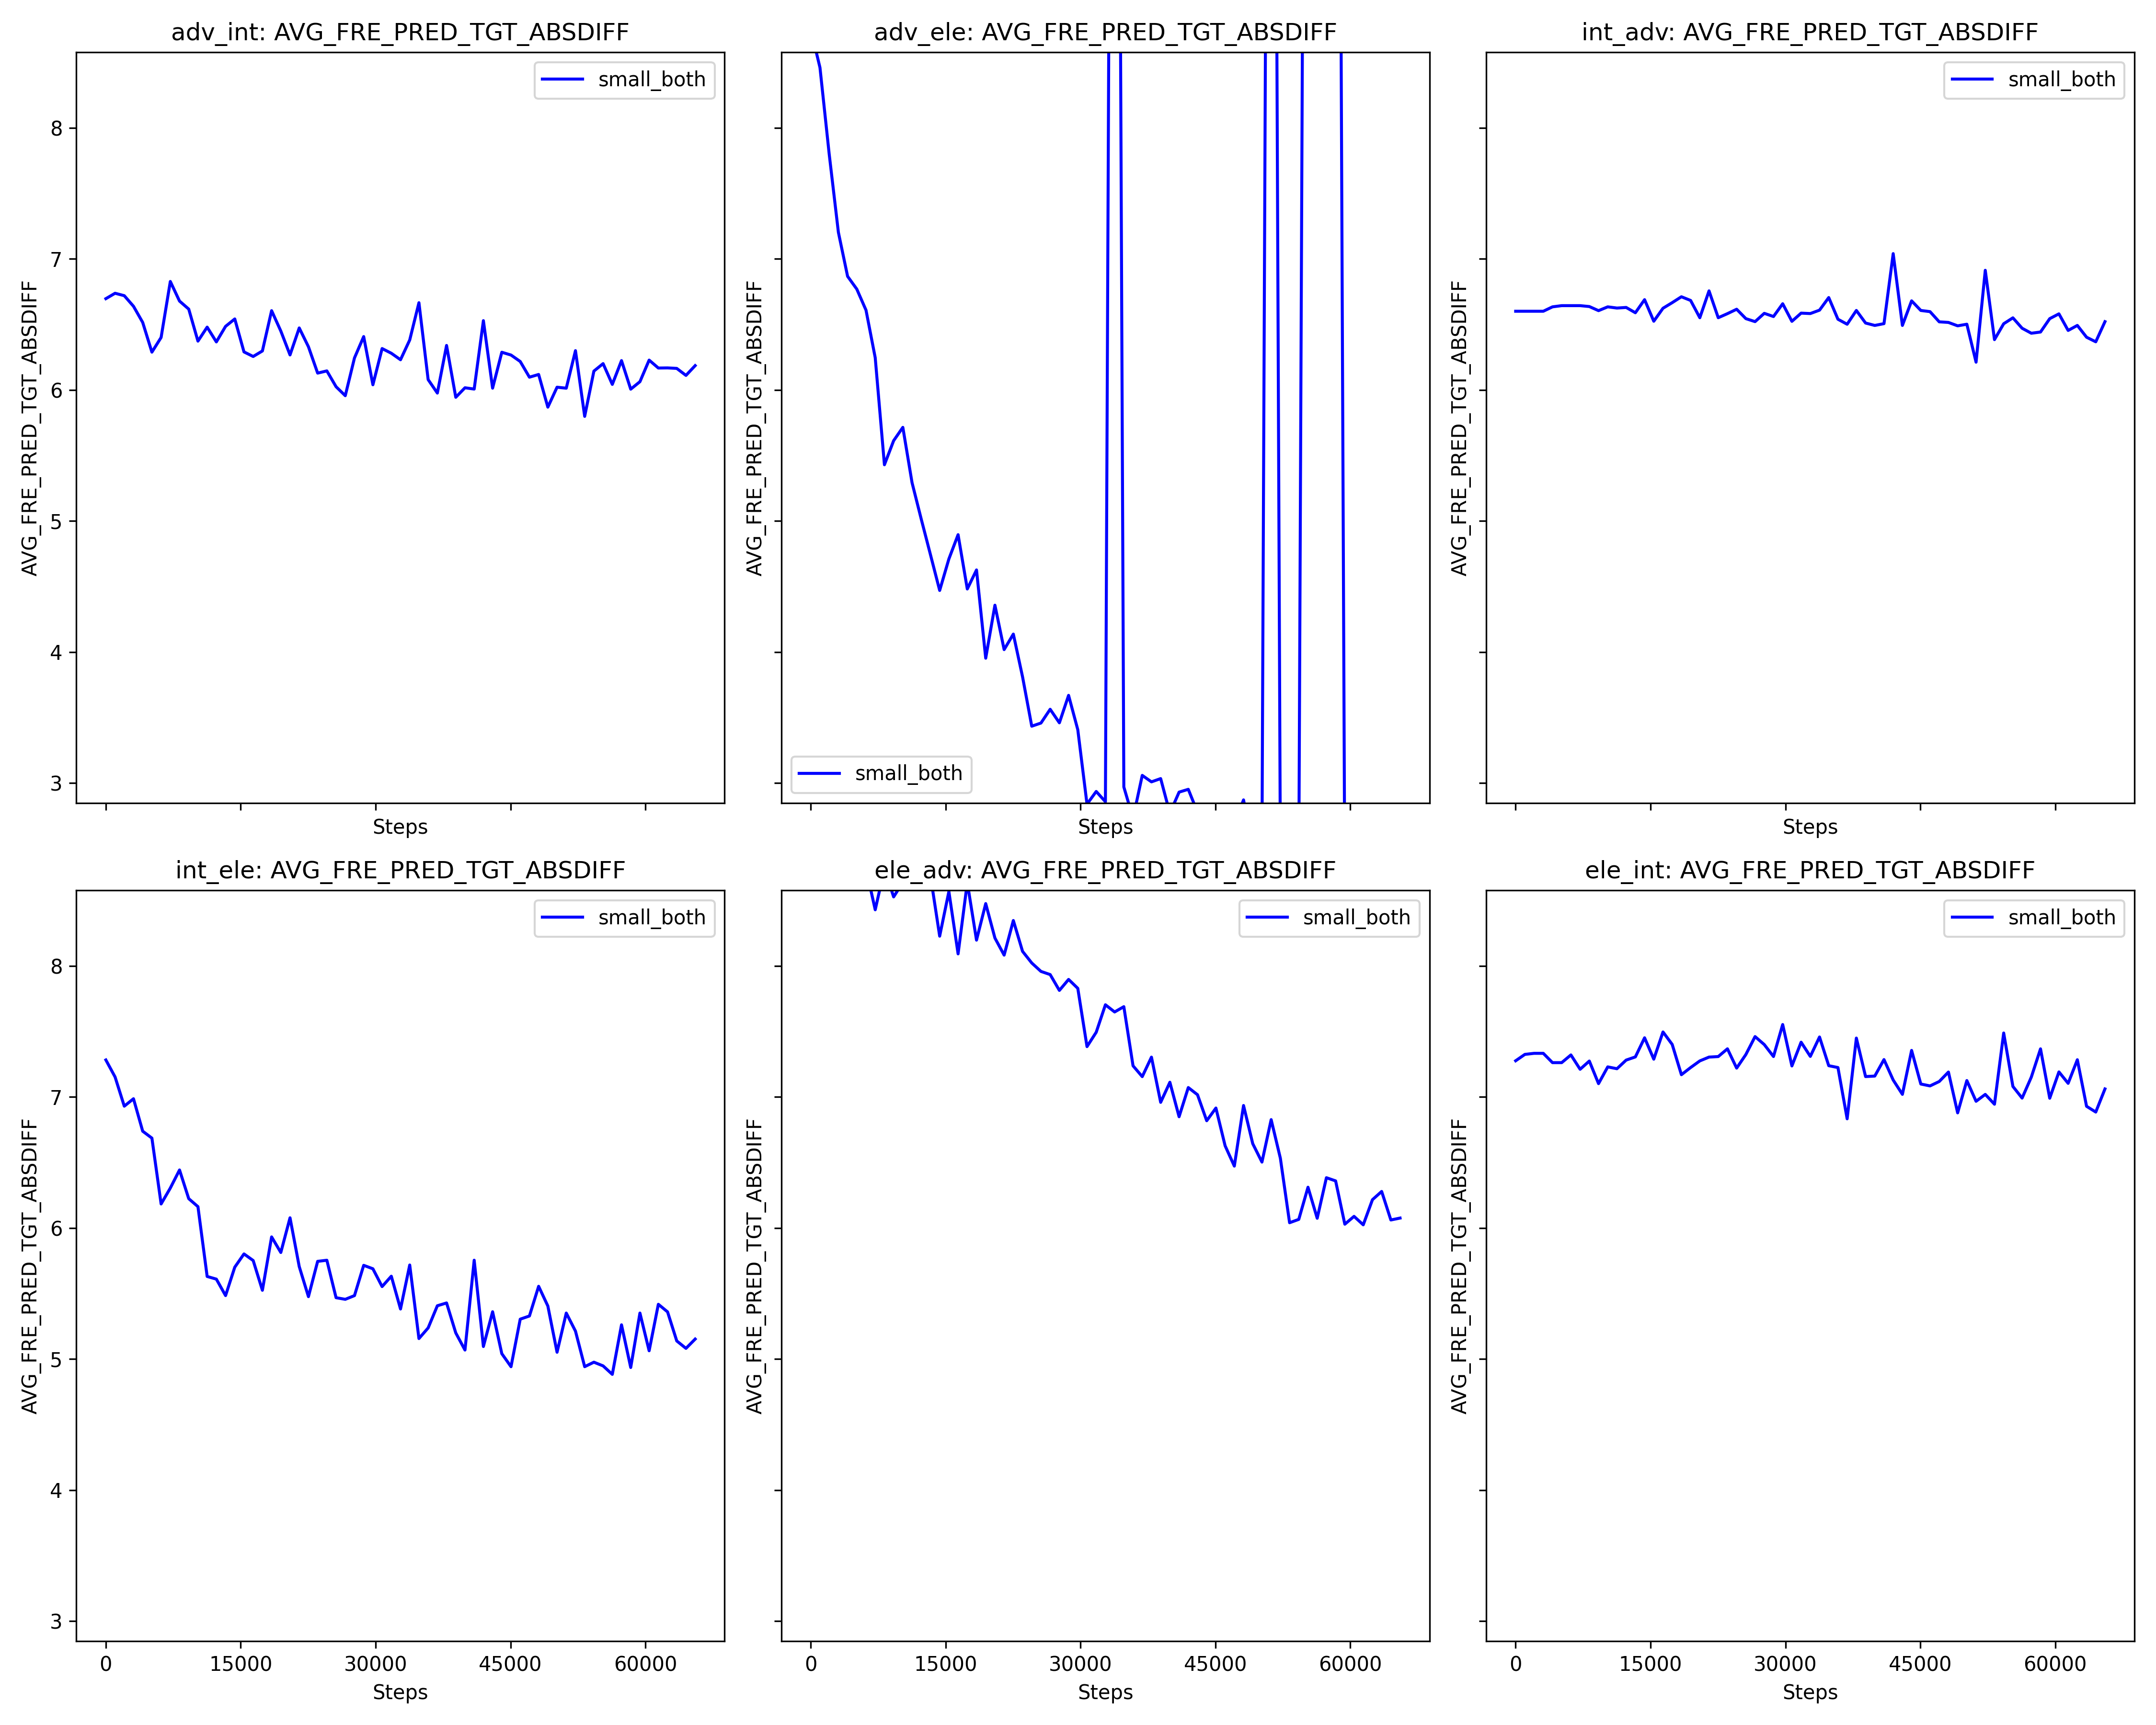 adv_int: AVG_FRE_PRED_TGT_ABSDIFF
adv_ele: AVG_FRE_PRED_TGT_ABSDIFF
int_adv: AVG_FRE_PRED_TGT_ABSDIFF
small_both
small_both
small_both
8
7
6
5
4
3
AVG_FRE_PRED_TGT_ABSDIFF
AVG_FRE_PRED_TGT_ABSDIFF
AVG_FRE_PRED_TGT_ABSDIFF
Steps
Steps
Steps
int_ele: AVG_FRE_PRED_TGT_ABSDIFF
ele_adv: AVG_FRE_PRED_TGT_ABSDIFF
ele_int: AVG_FRE_PRED_TGT_ABSDIFF
small_both
small_both
small_both
8
7
6
5
4
3
AVG_FRE_PRED_TGT_ABSDIFF
AVG_FRE_PRED_TGT_ABSDIFF
AVG_FRE_PRED_TGT_ABSDIFF
0 15000 30000 45000 60000
0 15000 30000 45000 60000
0 15000 30000 45000 60000
Steps
Steps
Steps